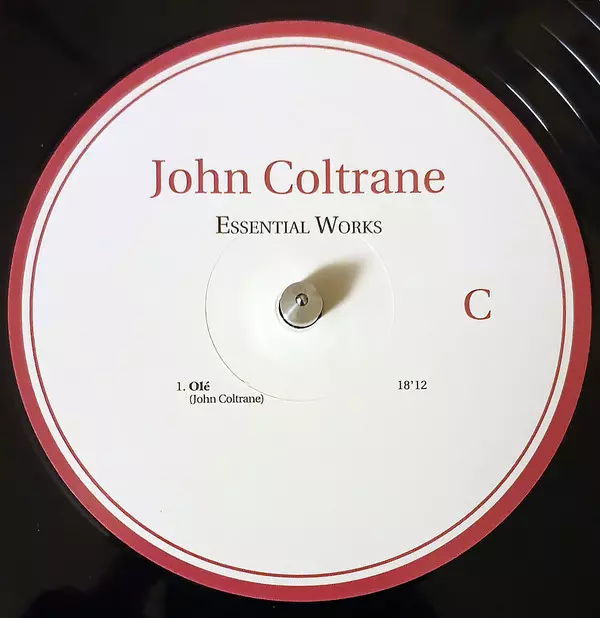 John Coltrane
Essential Works
C
1. Olé 18'12
(John Coltrane)